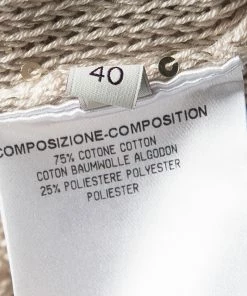 40
COMPOSIZIONE-COMPOSITION
75% COTONE COTTON
COTON BAUMWOLLE ALGODON
25% POLIESTERE POLYESTER
POLIESTER